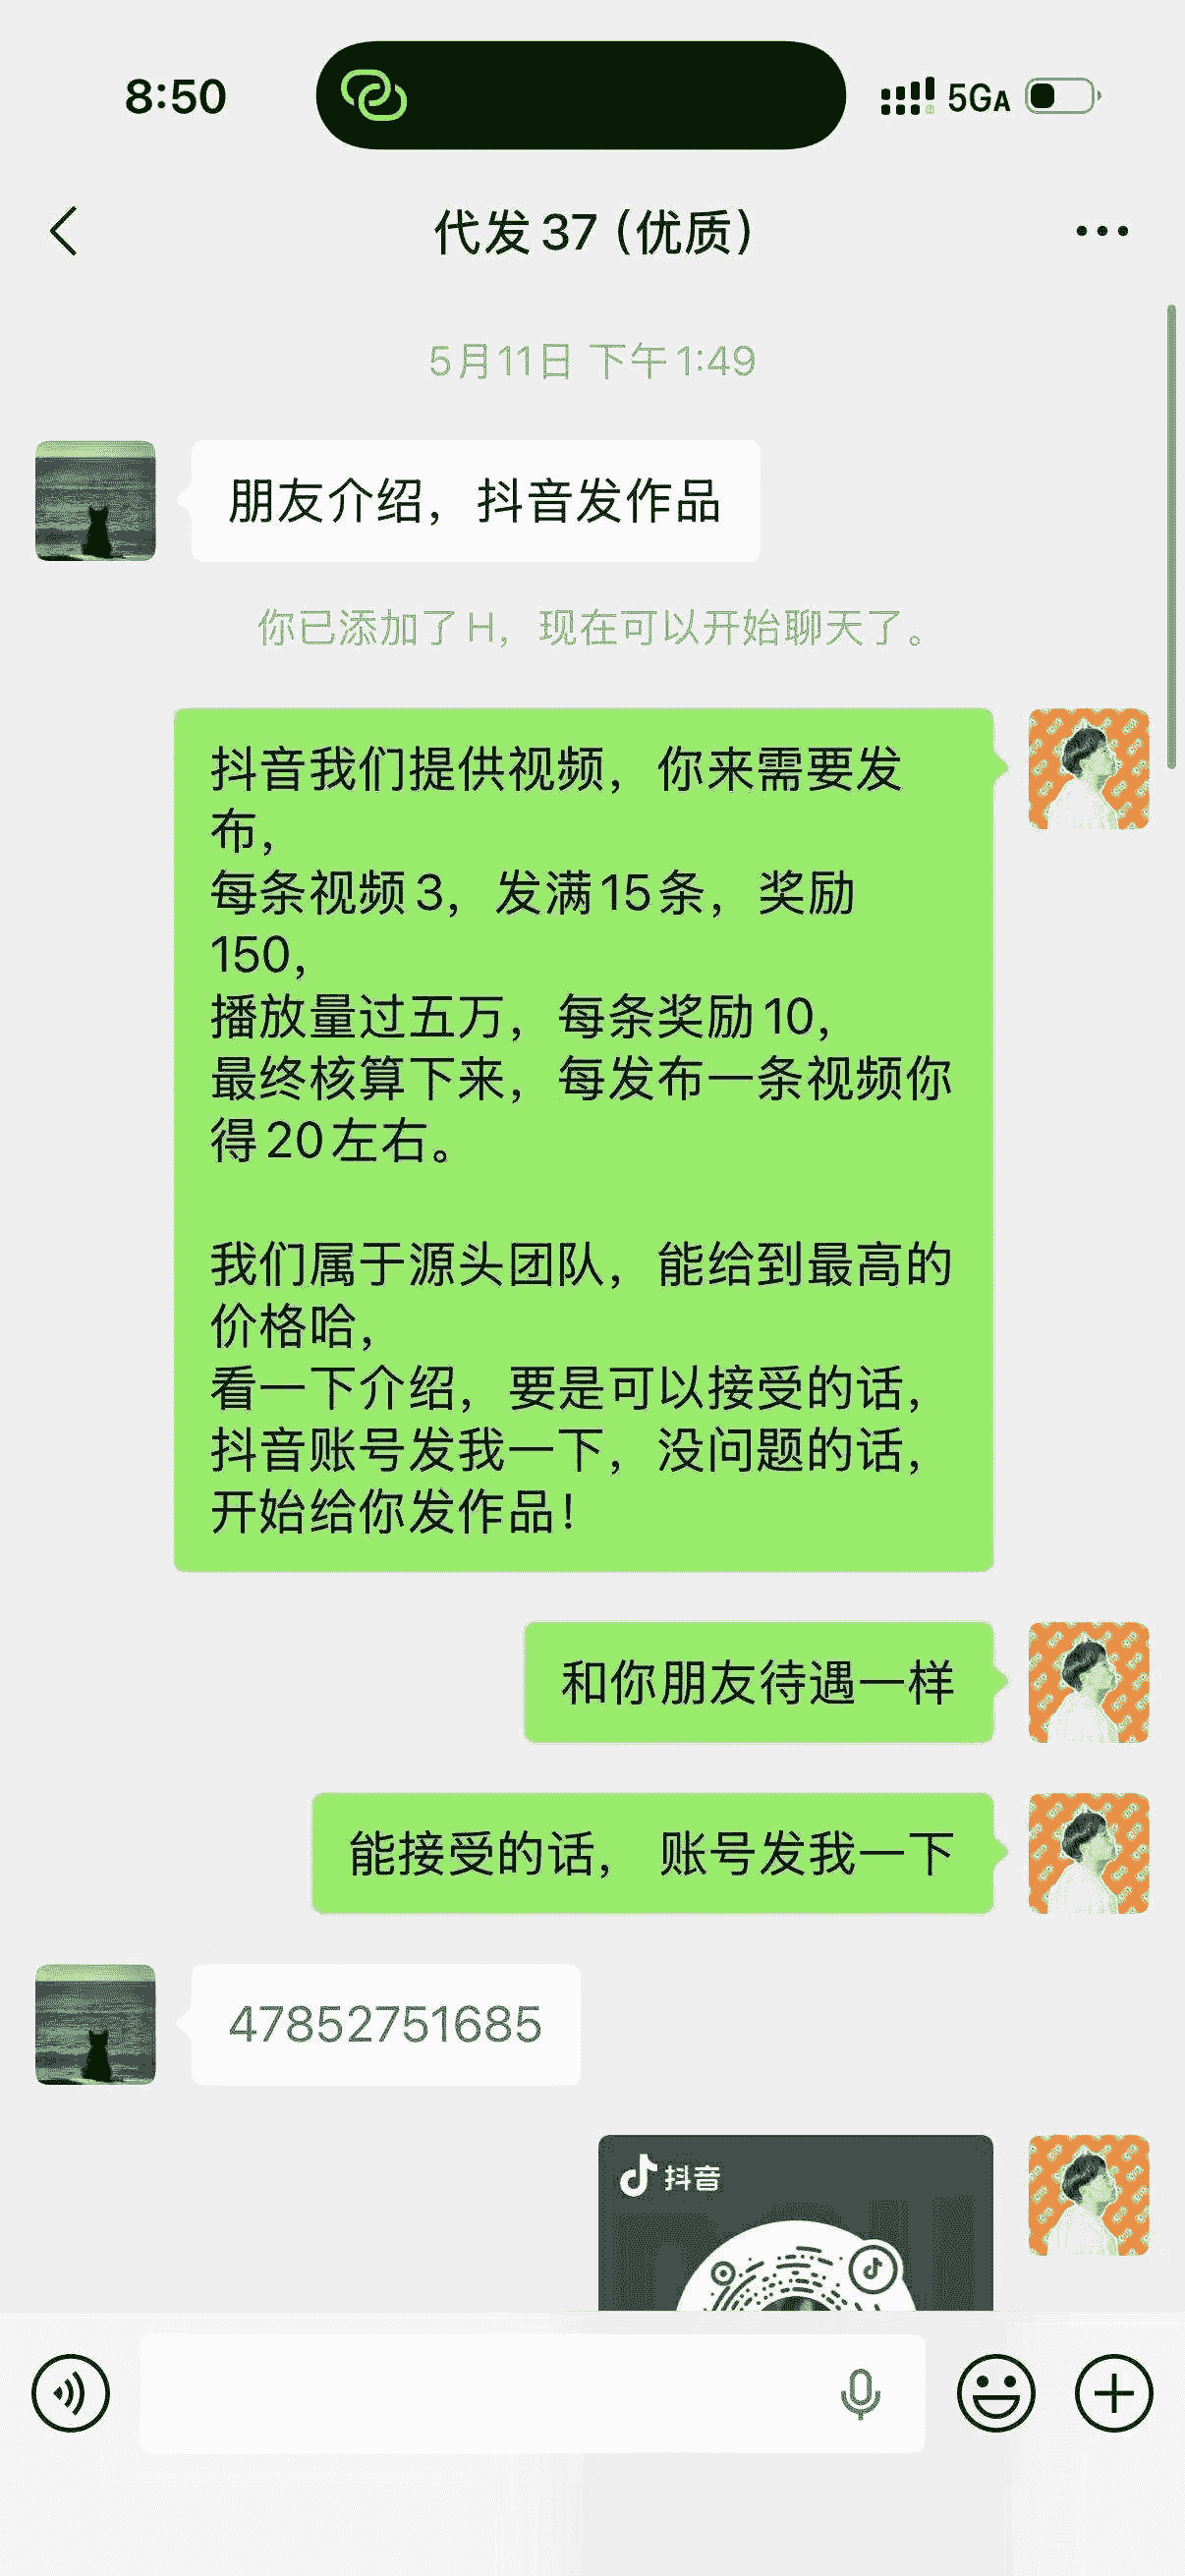 8:50
5GA
代发37（优质）
5月11日 下午1:49
朋友介绍，抖音发作品
你已添加了H，现在可以开始聊天了。
抖音我们提供视频，你来需要发
布，
每条视频3，发满15条，奖励
150，
播放量过五万，每条奖励10，
最终核算下来，每发布一条视频你
得20左右。
我们属于源头团队，能给到最高的
价格哈，
看一下介绍，要是可以接受的话，
抖音账号发我一下，没问题的话，
开始给你发作品！
和你朋友待遇一样
能接受的话， 账号发我一下
47852751685
抖音